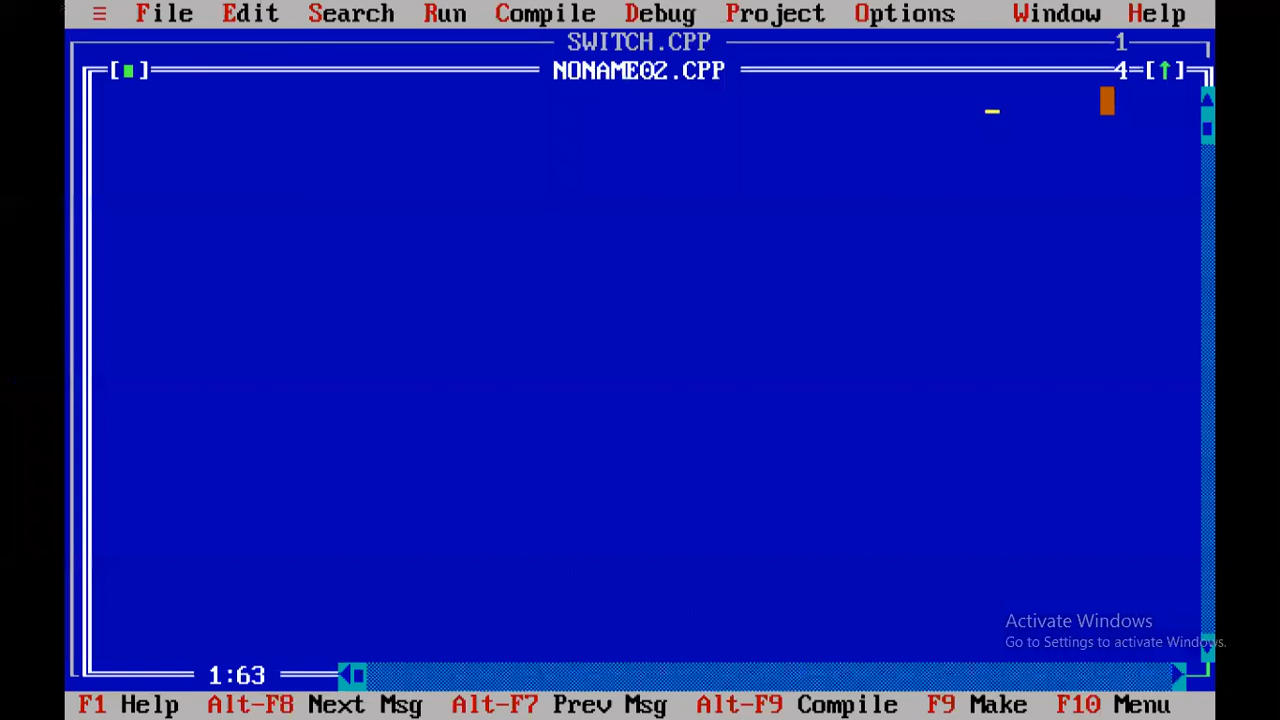 ≡ File Edit Search Run Compile Debug Project Options Window Help
SWITCH.CPP 1
[■] NONAME02.CPP 4=[↑]
Activate Windows
Go to Settings to activate Windows.
1:63
F1 Help Alt-F8 Next Msg Alt-F7 Prev Msg Alt-F9 Compile F9 Make F10 Menu